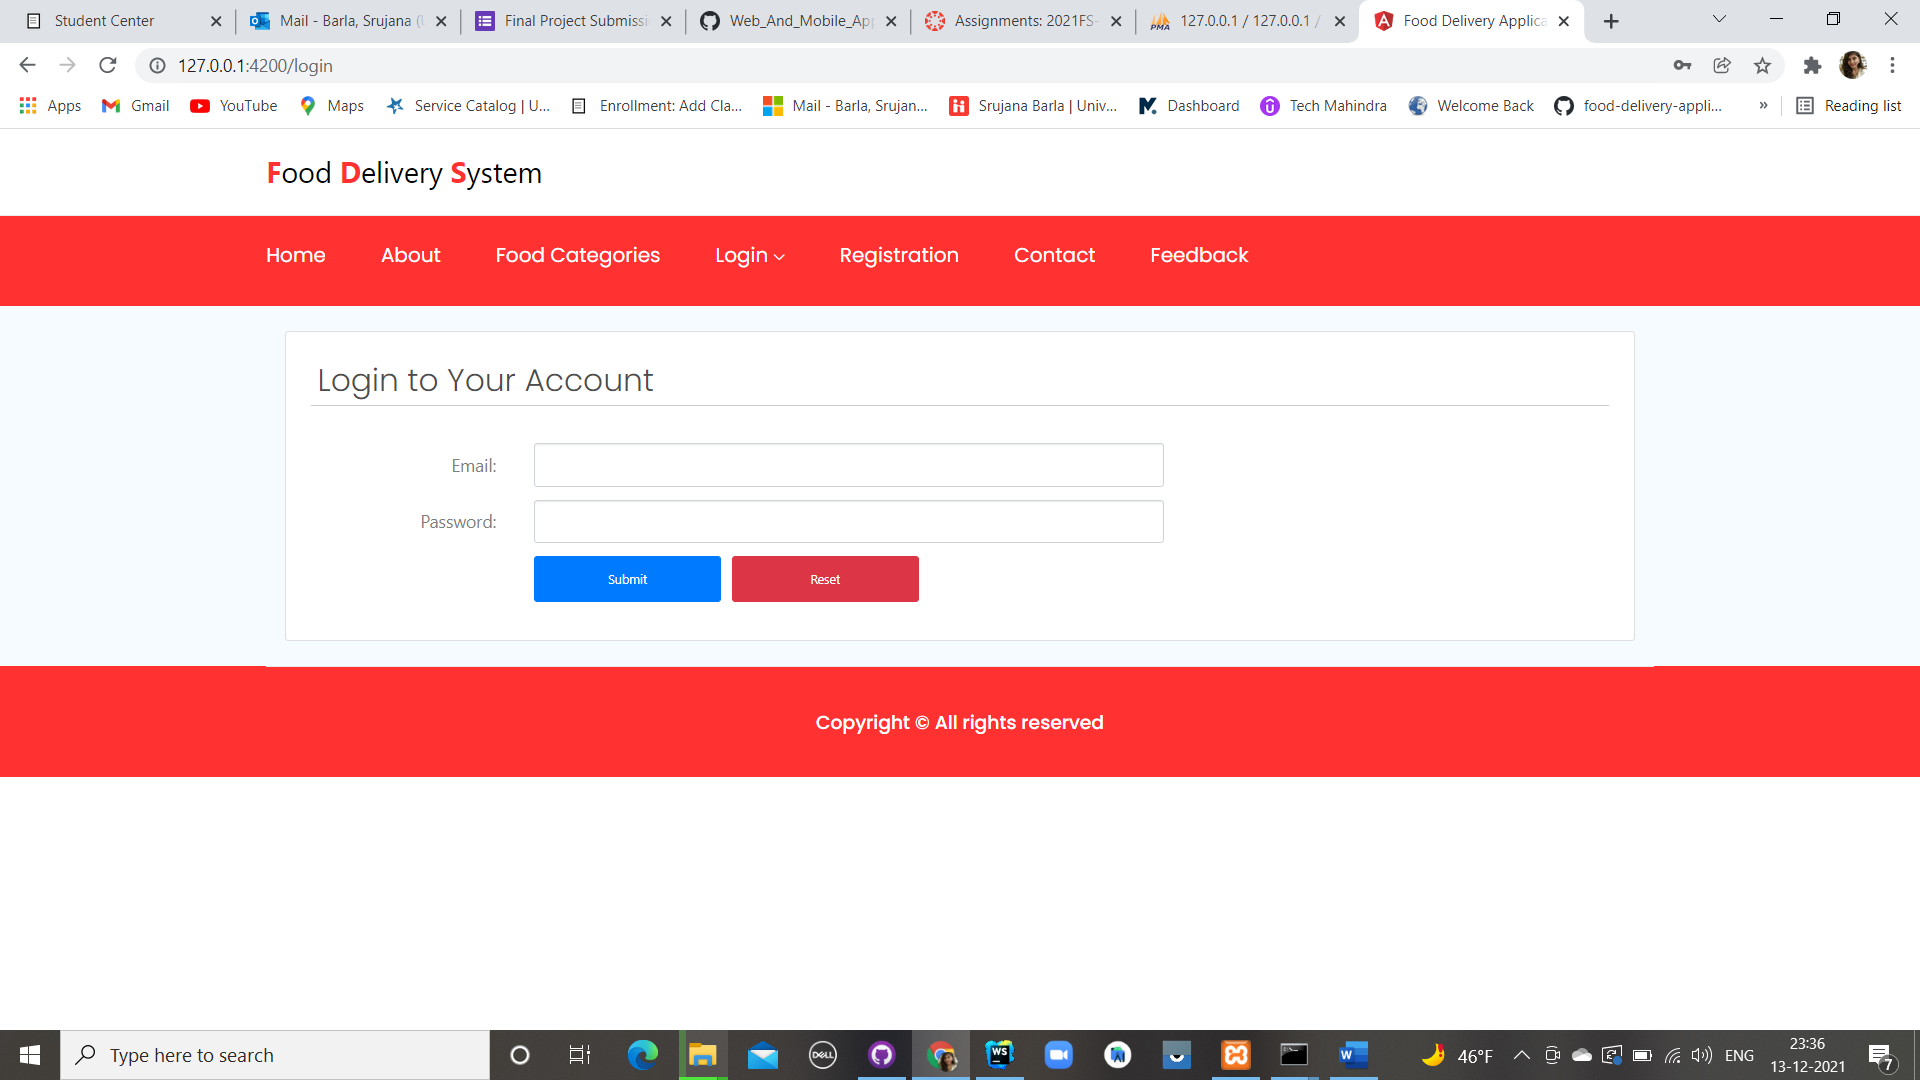 Student Center
Mail - Barla, Srujana (U
Final Project Submissi
Web_And_Mobile_App
Assignments: 2021FS-
127.0.0.1 / 127.0.0.1 /
Food Delivery Applica
127.0.0.1:4200/login
Apps
Gmail
YouTube
Maps
Service Catalog | U...
Enrollment: Add Cla...
Mail - Barla, Srujan...
Srujana Barla | Univ...
Dashboard
Tech Mahindra
Welcome Back
food-delivery-appli...
»
Reading list
Food Delivery System
Home
About
Food Categories
Login
Registration
Contact
Feedback
Login to Your Account
Email:
Password:
Submit
Reset
Copyright © All rights reserved
Type here to search
46°F
ENG
23:36
13-12-2021
7